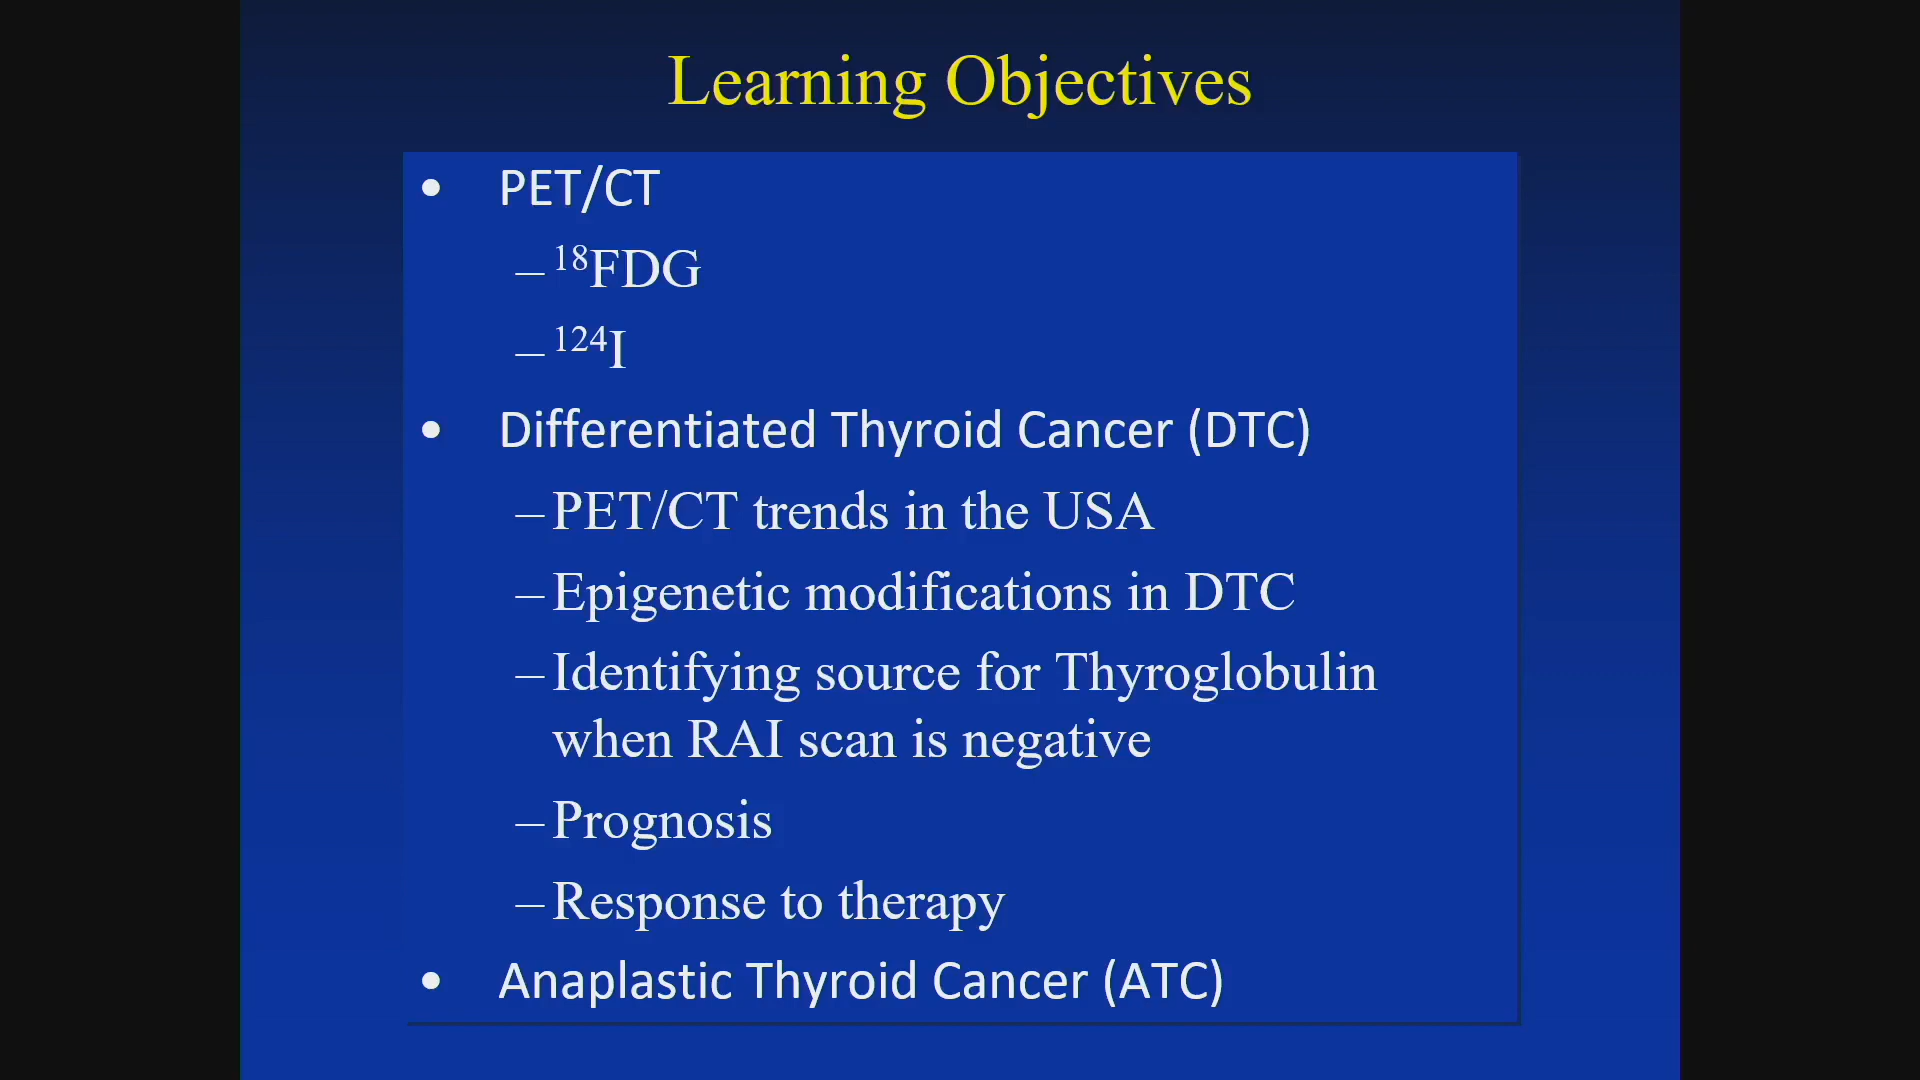 Learning Objectives
• PET/CT
– ¹⁸FDG
– ¹²⁴I
• Differentiated Thyroid Cancer (DTC)
– PET/CT trends in the USA
– Epigenetic modifications in DTC
– Identifying source for Thyroglobulin
when RAI scan is negative
– Prognosis
– Response to therapy
• Anaplastic Thyroid Cancer (ATC)